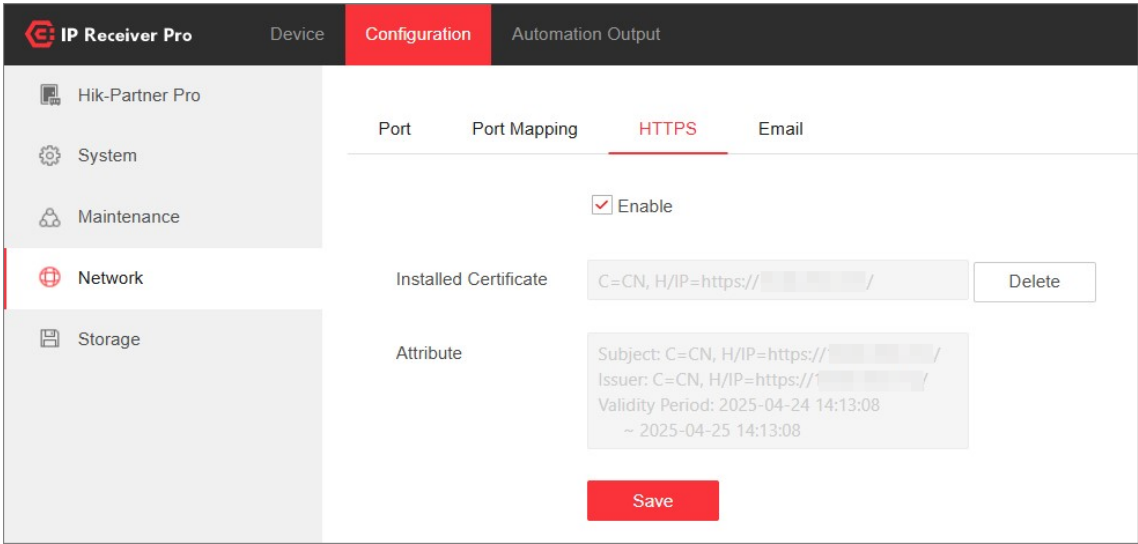 IP Receiver Pro
Device
Configuration
Automation Output
Hik-Partner Pro
System
Maintenance
Network
Storage
Port
Port Mapping
HTTPS
Email
Enable
Installed Certificate
C=CN, H/IP=https:// /
Delete
Attribute
Subject: C=CN, H/IP=https://1 /
Issuer: C=CN, H/IP=https://1 /
Validity Period: 2025-04-24 14:13:08
~ 2025-04-25 14:13:08
Save